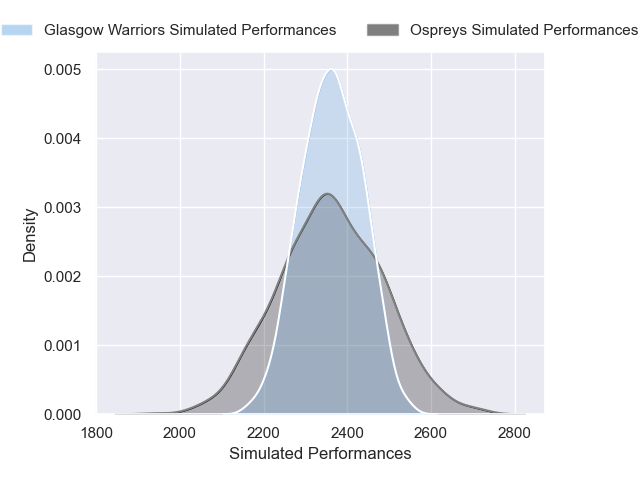 Glasgow Warriors Simulated Performances
Ospreys Simulated Performances
0.005
0.004
0.003
0.002
0.001
0.000
Density
1800 2000 2200 2400 2600 2800
Simulated Performances